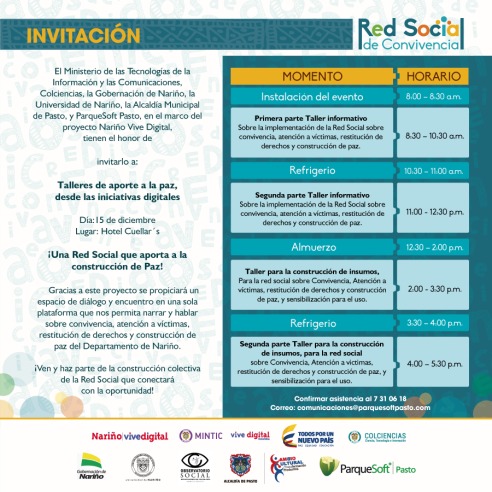 INVITACIÓN
Red Social
de Convivencial
El Ministerio de las Tecnologías de la
Información y las Comunicaciones,
Colciencias, la Gobernación de Nariño, la
Universidad de Nariño, la Alcaldía Municipal
de Pasto, y ParqueSoft Pasto, en el marco del
proyecto Nariño Vive Digital,
tienen el honor de
invitarlo a:
Talleres de aporte a la paz,
desde las iniciativas digitales
Día:15 de diciembre
Lugar: Hotel Cuellar´s
¡Una Red Social que aporta a la
construcción de Paz!
Gracias a este proyecto se propiciará un
espacio de diálogo y encuentro en una sola
plataforma que nos permita narrar y hablar
sobre convivencia, atención a víctimas,
restitución de derechos y construcción de
paz del Departamento de Nariño.
¡Ven y haz parte de la construcción colectiva
de la Red Social que conectará
con la oportunidad!
MOMENTO HORARIO
Instalación del evento 8:00 - 8:30 a.m.
Primera parte Taller informativo
Sobre la implementación de la Red Social sobre
convivencia, atención a víctimas, restitución de
derechos y construcción de paz.
8:30 - 10:30 a.m.
Refrigerio 10:30 - 11:00 a.m.
Segunda parte Taller informativo
Sobre la implementación de la Red Social sobre
convivencia, atención a víctimas, restitución de
derechos y construcción de paz.
11:00 - 12:30 p.m.
Almuerzo 12:30 - 2:00 p.m.
Taller para la construcción de insumos,
Para la red social sobre Convivencia, Atención a
víctimas, restitución de derechos y construcción
de paz, y sensibilización para el uso.
2:00 - 3:30 p.m.
Refrigerio 3:30 - 4:00 p.m.
Segunda parte Taller para la construcción
de insumos, para la red social
sobre Convivencia, Atención a víctimas,
restitución de derechos y construcción de paz, y
sensibilización para el uso.
4:00 - 5:30 p.m.
Confirmar asistencia al 7 31 06 18
Correo: comunicaciones@parquesoftpasto.com
Nariño vivedigital
MINTIC
vive digital
TODOS POR UN
NUEVO PAÍS
PAZ EQUIDAD EDUCACIÓN
COLCIENCIAS
Gobernación de
Nariño
OBSERVATORIO
SOCIAL
ALCALDÍA DE PASTO
CULTURAL
ParqueSoft Pasto